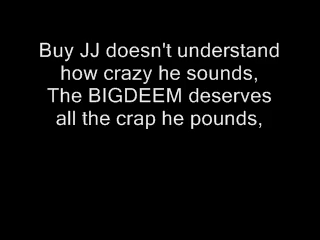 Buy JJ doesn't understand
how crazy he sounds,
The BIGDEEM deserves
all the crap he pounds,